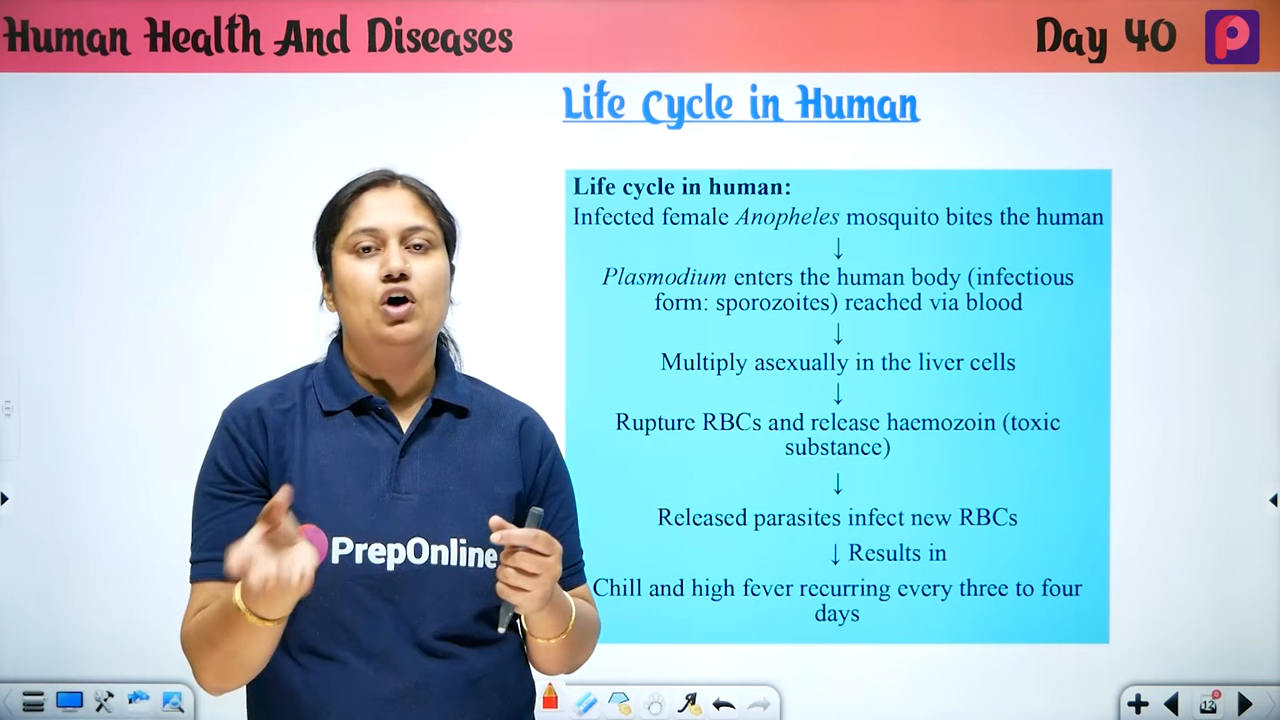 Human Health And Diseases
Day 40
Life Cycle in Human
Life cycle in human:
Infected female Anopheles mosquito bites the human
↓
Plasmodium enters the human body (infectious
form: sporozoites) reached via blood
↓
Multiply asexually in the liver cells
↓
Rupture RBCs and release haemozoin (toxic
substance)
↓
Released parasites infect new RBCs
↓ Results in
Chill and high fever recurring every three to four
days
PrepOnline
12